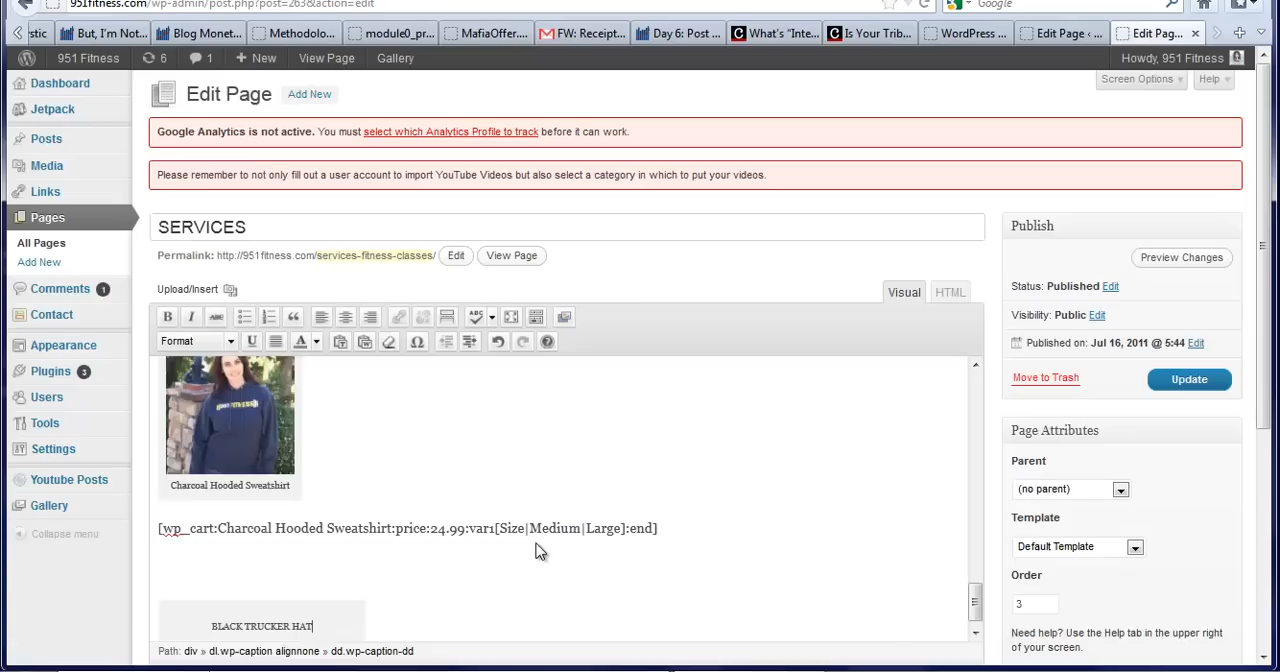 951fitness.com/wp-admin/post.php?post=263&action=edit
Google
stic
But, I'm Not...
Blog Monet...
Methodolo...
module0_pr...
MafiaOffer...
FW: Receipt...
Day 6: Post ...
What's "Inte...
Is Your Trib...
WordPress ...
Edit Page ‹ ...
Edit Pag...
951 Fitness
6
1
+ New
View Page
Gallery
Howdy, 951 Fitness
Dashboard
Jetpack
Posts
Media
Links
Pages
All Pages
Add New
Comments 1
Contact
Appearance
Plugins 3
Users
Tools
Settings
Youtube Posts
Gallery
Collapse menu
Screen Options
Help
Edit Page
Add New
Google Analytics is not active. You must select which Analytics Profile to track before it can work.
Please remember to not only fill out a user account to import YouTube Videos but also select a category in which to put your videos.
SERVICES
Permalink: http://951fitness.com/services-fitness-classes/
Edit
View Page
Upload/Insert
Visual
HTML
B
I
ABC
ABC
Format
U
A
Ω
FITNESS
Charcoal Hooded Sweatshirt
[wp_cart:Charcoal Hooded Sweatshirt:price:24.99:var1[Size|Medium|Large]:end]
BLACK TRUCKER HAT
Path: div » dl.wp-caption alignnone » dd.wp-caption-dd
Publish
Preview Changes
Status: Published Edit
Visibility: Public Edit
Published on: Jul 16, 2011 @ 5:44 Edit
Move to Trash
Update
Page Attributes
Parent
(no parent)
Template
Default Template
Order
3
Need help? Use the Help tab in the upper right
of your screen.